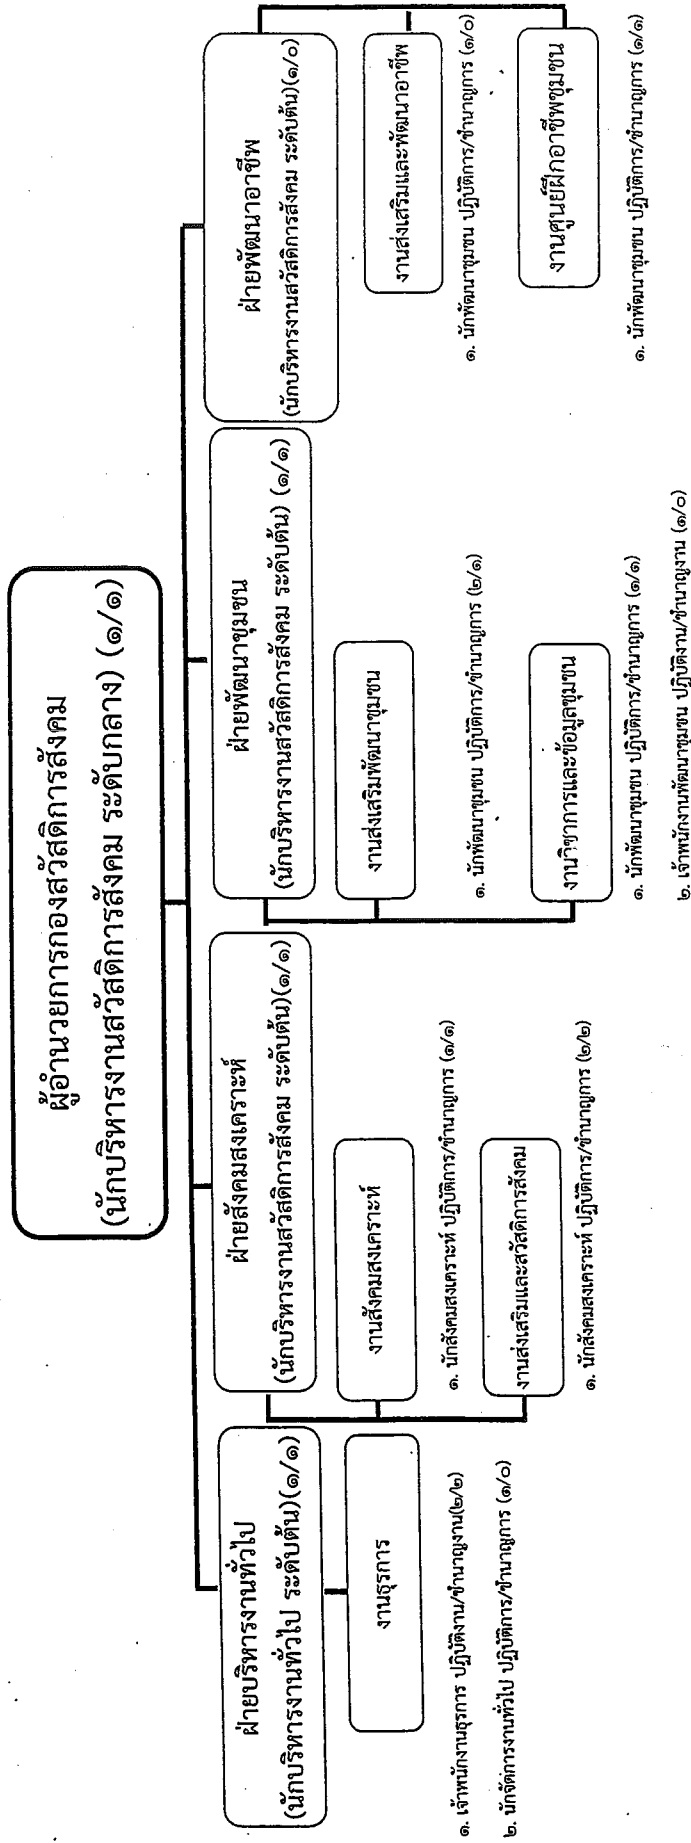 ผู้อำนวยการกองสวัสดิการสังคม
(นักบริหารงานสวัสดิการสังคม ระดับกลาง) (๑/๑)
ฝ่ายบริหารงานทั่วไป
(นักบริหารงานทั่วไป ระดับต้น)(๑/๑)
งานธุรการ
๑. เจ้าพนักงานธุรการ ปฏิบัติงาน/ชำนาญงาน(๒/๒)
๒. นักจัดการงานทั่วไป ปฏิบัติการ/ชำนาญการ (๑/๐)
ฝ่ายสังคมสงเคราะห์
(นักบริหารงานสวัสดิการสังคม ระดับต้น)(๑/๑)
งานสังคมสงเคราะห์
๑. นักสังคมสงเคราะห์ ปฏิบัติการ/ชำนาญการ (๑/๑)
งานส่งเสริมและสวัสดิการสังคม
๑. นักสังคมสงเคราะห์ ปฏิบัติการ/ชำนาญการ (๒/๒)
ฝ่ายพัฒนาชุมชน
(นักบริหารงานสวัสดิการสังคม ระดับต้น) (๑/๑)
งานส่งเสริมพัฒนาชุมชน
๑. นักพัฒนาชุมชน ปฏิบัติการ/ชำนาญการ (๒/๑)
งานวิชาการและข้อมูลชุมชน
๑. นักพัฒนาชุมชน ปฏิบัติการ/ชำนาญการ (๑/๑)
๒. เจ้าพนักงานพัฒนาชุมชน ปฏิบัติงาน/ชำนาญงาน (๑/๐)
ฝ่ายพัฒนาอาชีพ
(นักบริหารงานสวัสดิการสังคม ระดับต้น)(๑/๐)
งานส่งเสริมและพัฒนาอาชีพ
๑. นักพัฒนาชุมชน ปฏิบัติการ/ชำนาญการ (๑/๐)
งานศูนย์ฝึกอาชีพชุมชน
๑. นักพัฒนาชุมชน ปฏิบัติการ/ชำนาญการ (๑/๑)